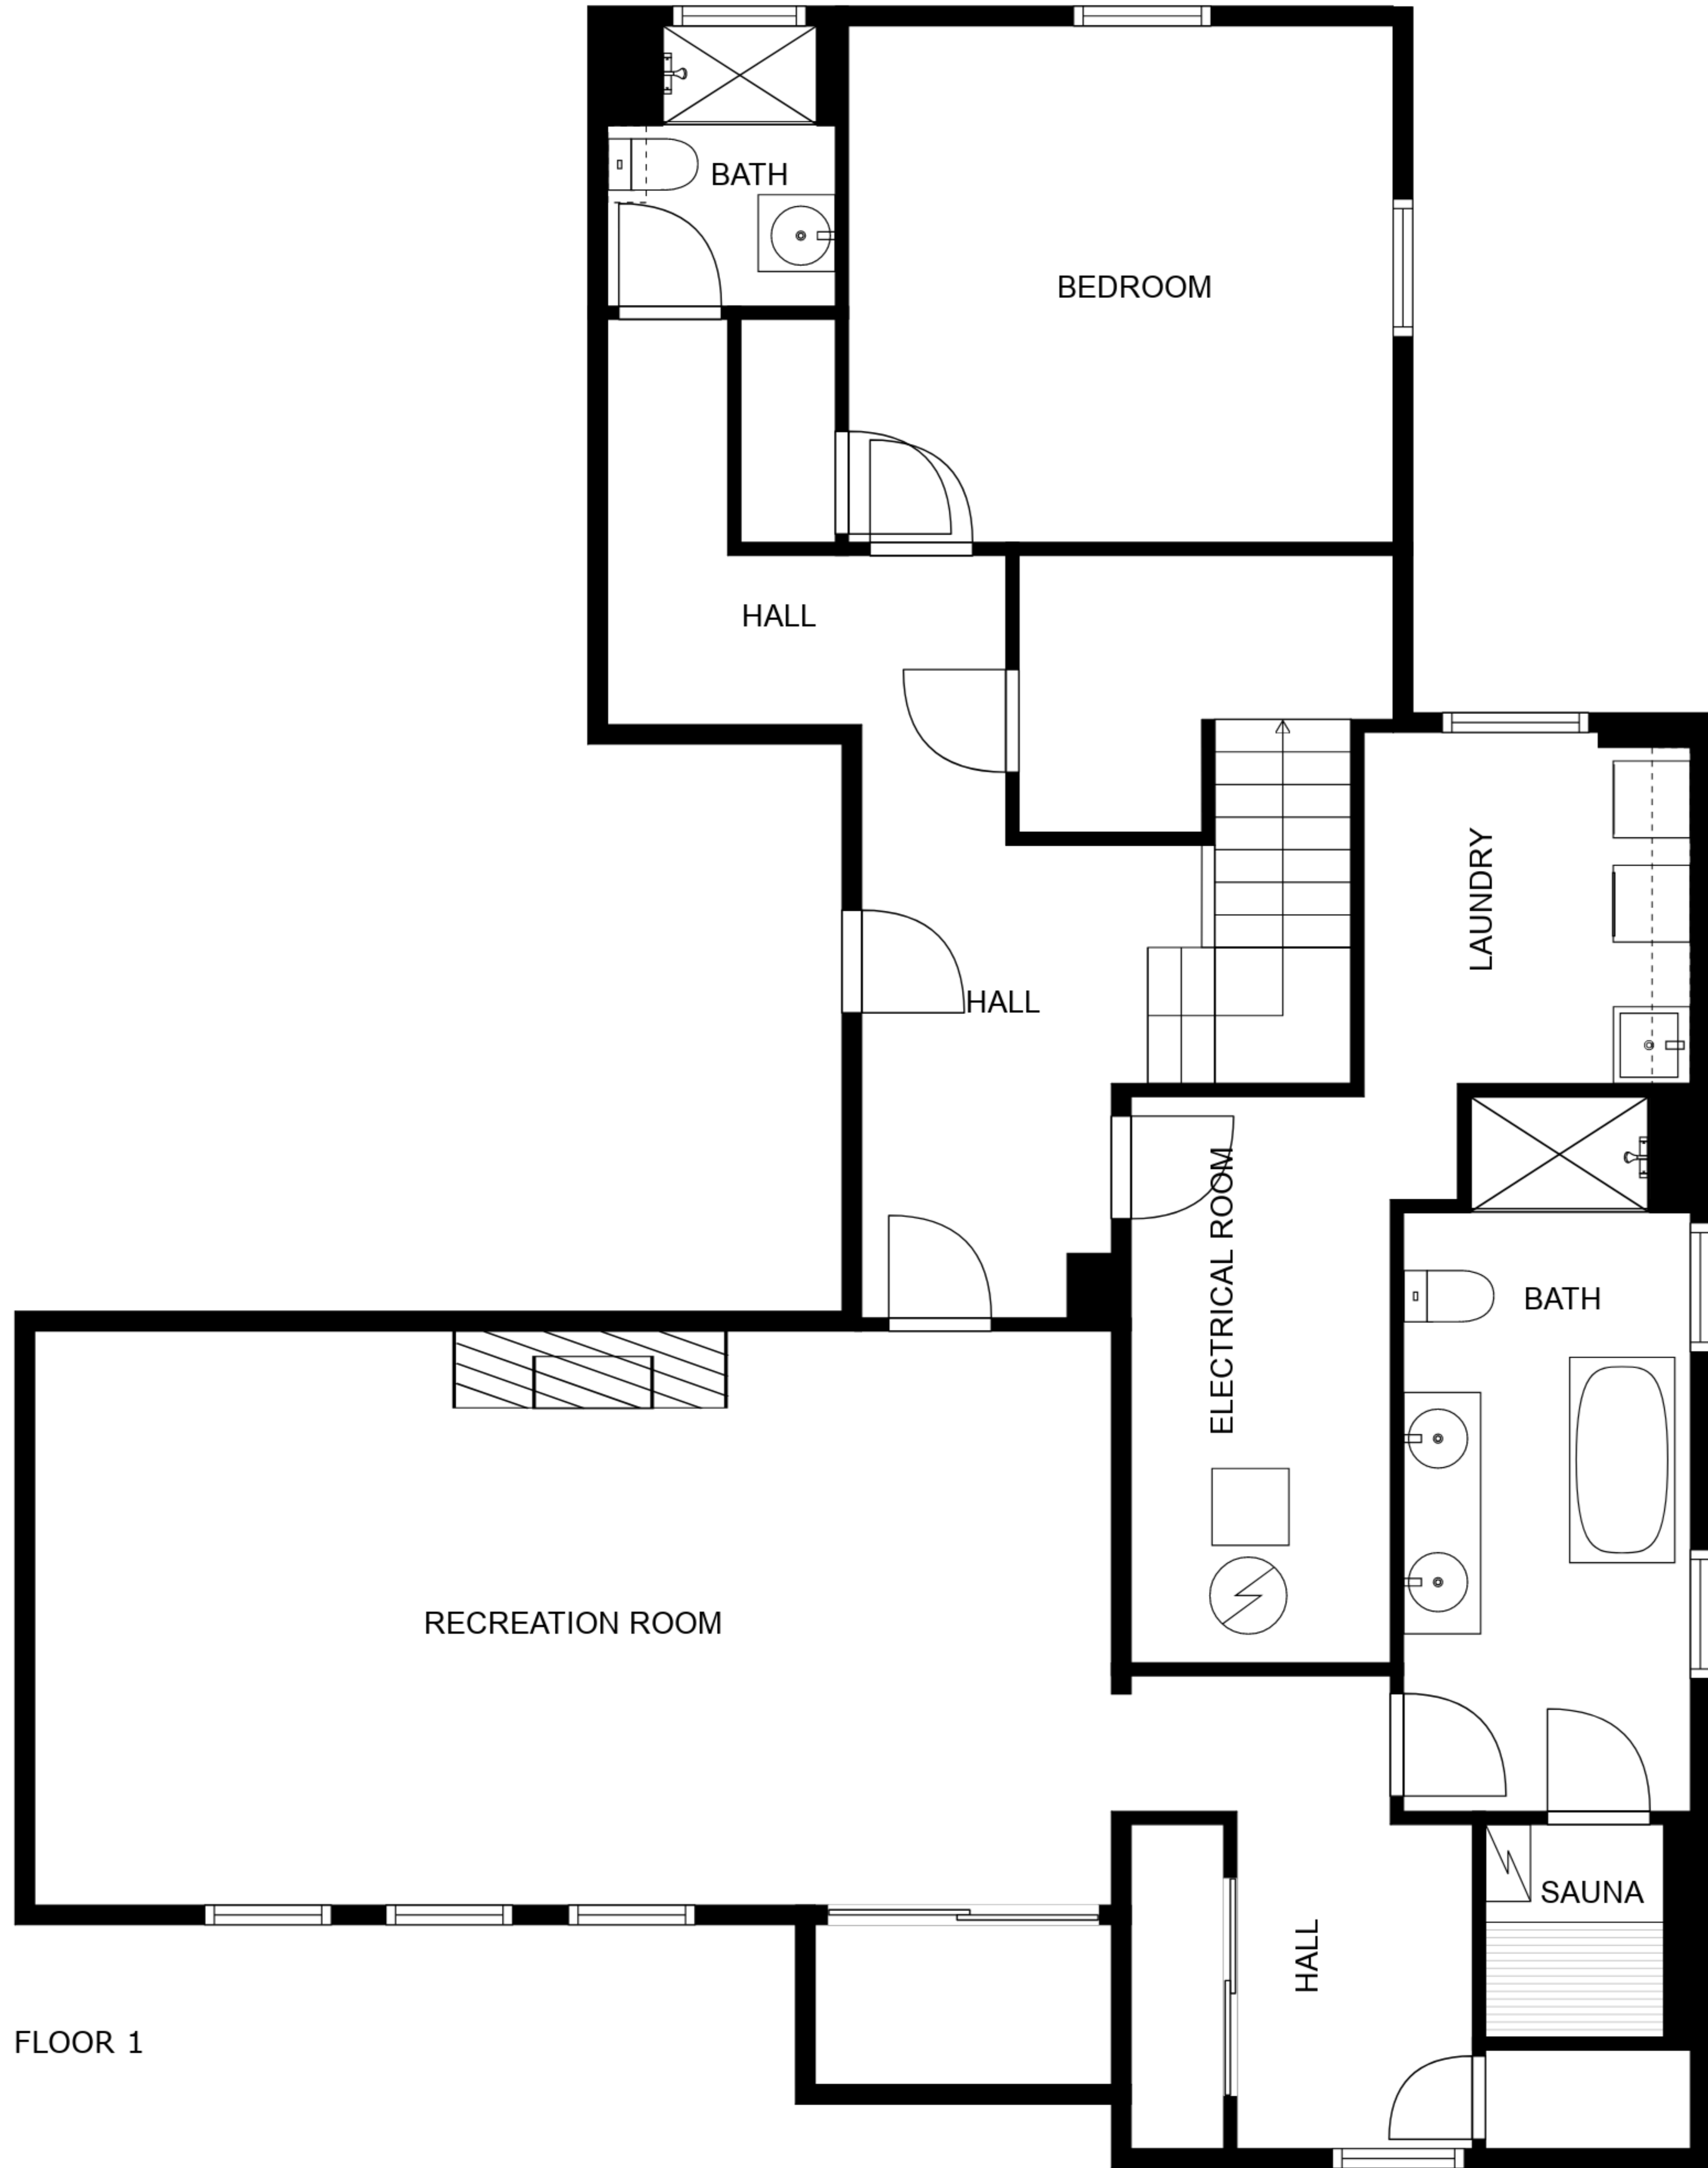 BATH
BEDROOM
HALL
LAUNDRY
HALL
ELECTRICAL ROOM
BATH
RECREATION ROOM
SAUNA
HALL
FLOOR 1